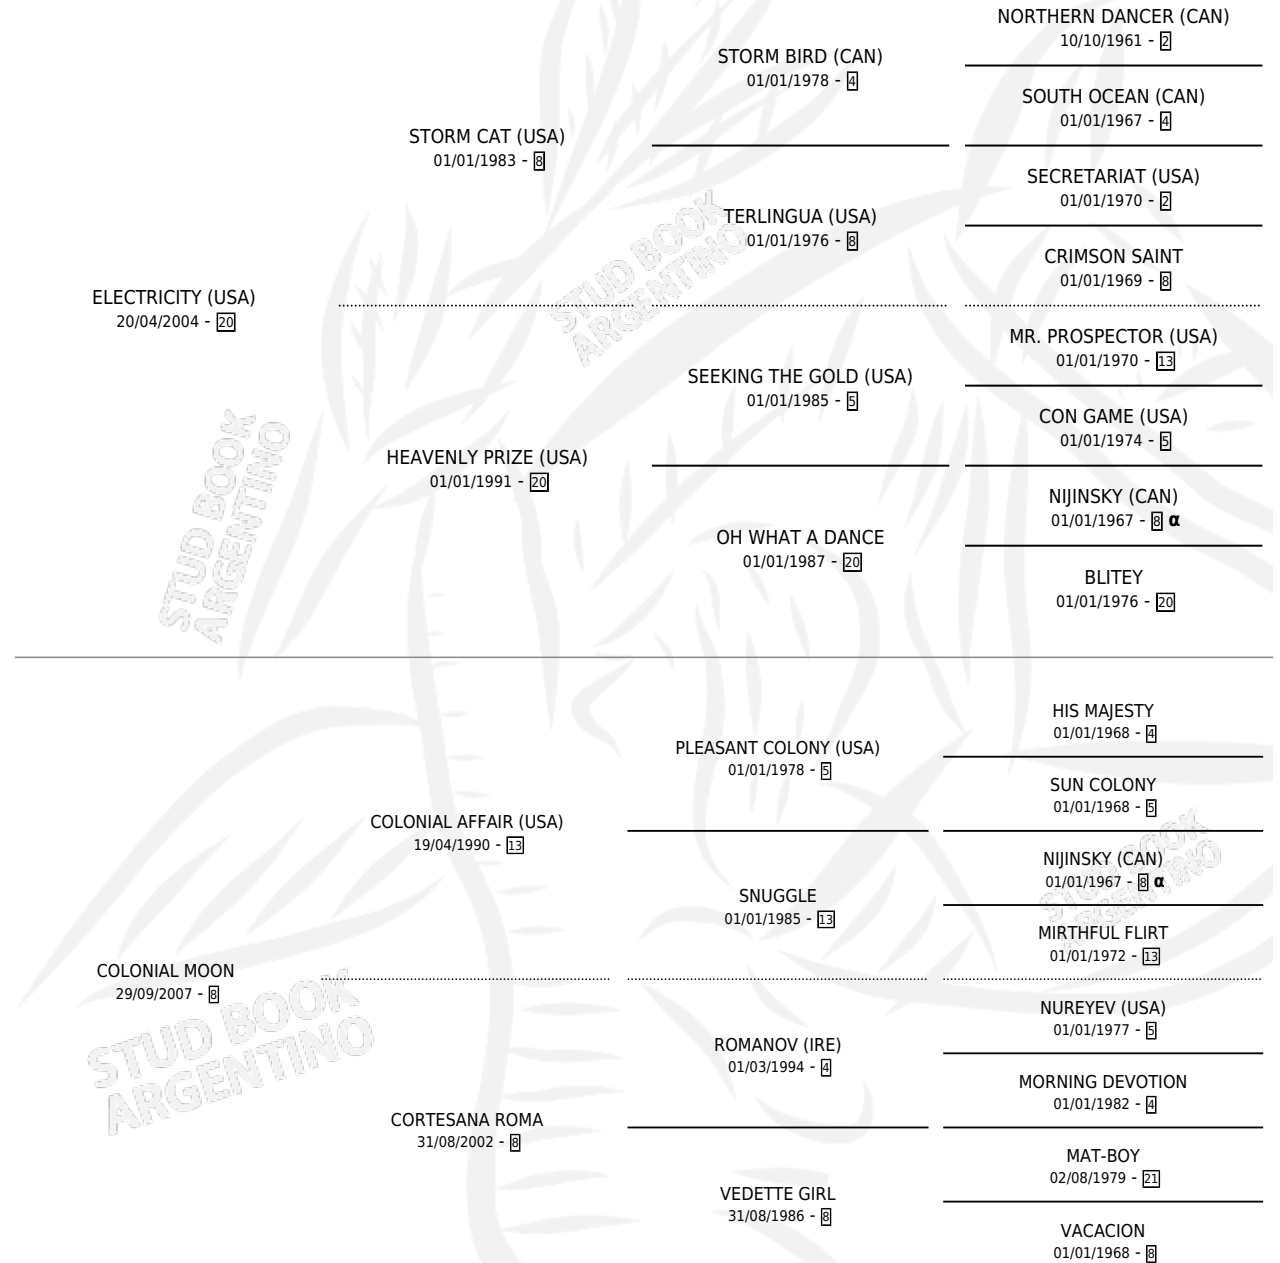 NORTHERN DANCER (CAN)
10/10/1961 - 2
STORM BIRD (CAN)
01/01/1978 - 4
SOUTH OCEAN (CAN)
01/01/1967 - 4
STORM CAT (USA)
01/01/1983 - 8
SECRETARIAT (USA)
01/01/1970 - 2
TERLINGUA (USA)
01/01/1976 - 8
CRIMSON SAINT
01/01/1969 - 8
ELECTRICITY (USA)
20/04/2004 - 20
MR. PROSPECTOR (USA)
01/01/1970 - 13
SEEKING THE GOLD (USA)
01/01/1985 - 5
CON GAME (USA)
01/01/1974 - 5
HEAVENLY PRIZE (USA)
01/01/1991 - 20
NIJINSKY (CAN)
01/01/1967 - 8 α
OH WHAT A DANCE
01/01/1987 - 20
BLITEY
01/01/1976 - 20
HIS MAJESTY
01/01/1968 - 4
PLEASANT COLONY (USA)
01/01/1978 - 5
SUN COLONY
01/01/1968 - 5
COLONIAL AFFAIR (USA)
19/04/1990 - 13
NIJINSKY (CAN)
01/01/1967 - 8 α
SNUGGLE
01/01/1985 - 13
MIRTHFUL FLIRT
01/01/1972 - 13
COLONIAL MOON
29/09/2007 - 8
NUREYEV (USA)
01/01/1977 - 5
ROMANOV (IRE)
01/03/1994 - 4
MORNING DEVOTION
01/01/1982 - 4
CORTESANA ROMA
31/08/2002 - 8
MAT-BOY
02/08/1979 - 21
VEDETTE GIRL
31/08/1986 - 8
VACACION
01/01/1968 - 8
STUD BOOK
ARGENTINO
STUD BOOK
ARGENTINO
STUD BOOK
ARGENTINO
STUD BOOK
ARGENTINO